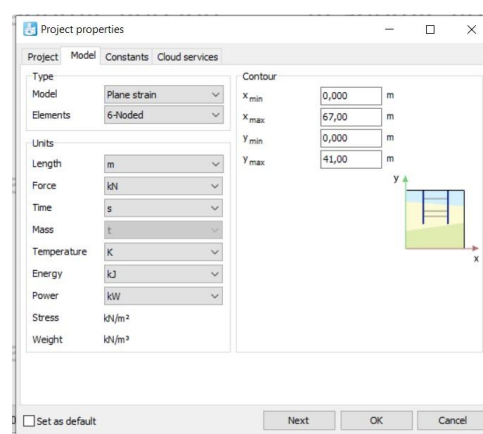 Project properties
Project Model Constants Cloud services
Type
Model Plane strain
Elements 6-Noded
Units
Length m
Force kN
Time s
Mass t
Temperature K
Energy kJ
Power kW
Stress kN/m²
Weight kN/m³
Contour
x min 0,000 m
x max 67,00 m
y min 0,000 m
y max 41,00 m
y
x
Set as default Next OK Cancel